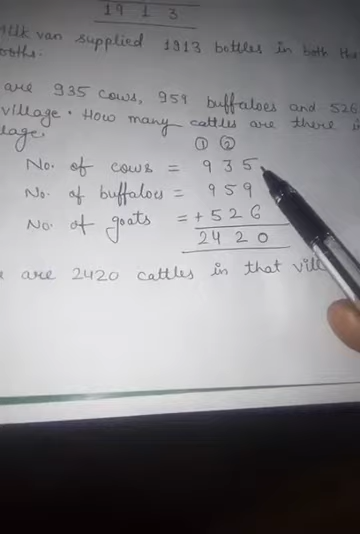 1913
Milk van supplied 1913 bottles in both the
ooths.
are 935 cows, 959 buffaloes and 526
village. How many cattles are there in
lage.
① ②
No. of cows = 935
No. of buffaloes = 959
No. of goats = + 526
2420
are 2420 cattles in that vill